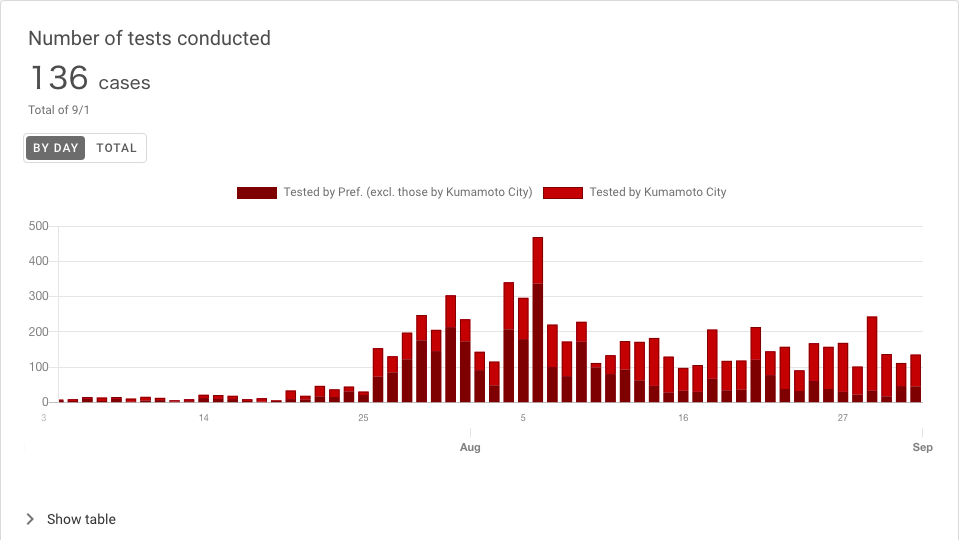 Number of tests conducted
136 cases
Total of 9/1
BY DAY TOTAL
Tested by Pref. (excl. those by Kumamoto City) Tested by Kumamoto City
500
400
300
200
100
0
3 14 25 5 16 27
Aug Sep
Show table